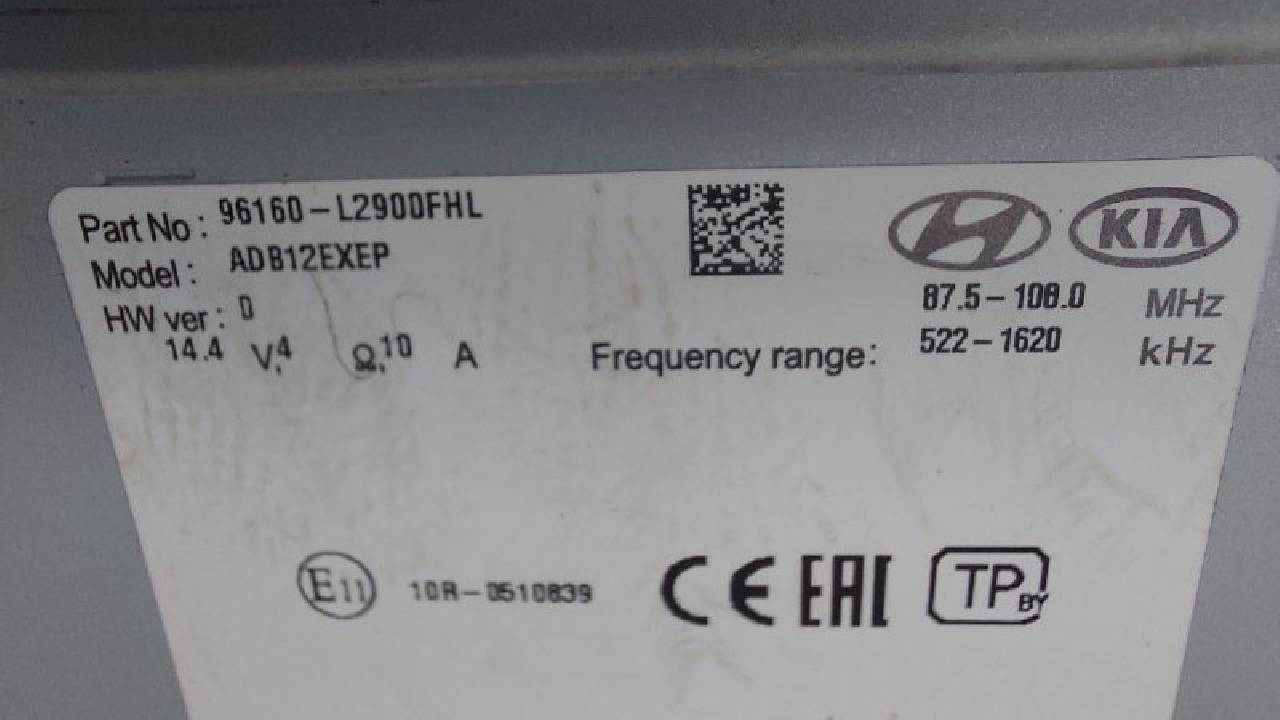 Part No : 96160-L2900FHL
Model : ADB12EXEP
HW ver : 0
14.4 V,4 Ω,10 A
KIA
87.5-108.0 MHz
Frequency range: 522-1620 kHz
E11 10R-0510839 CE EAC TP BY